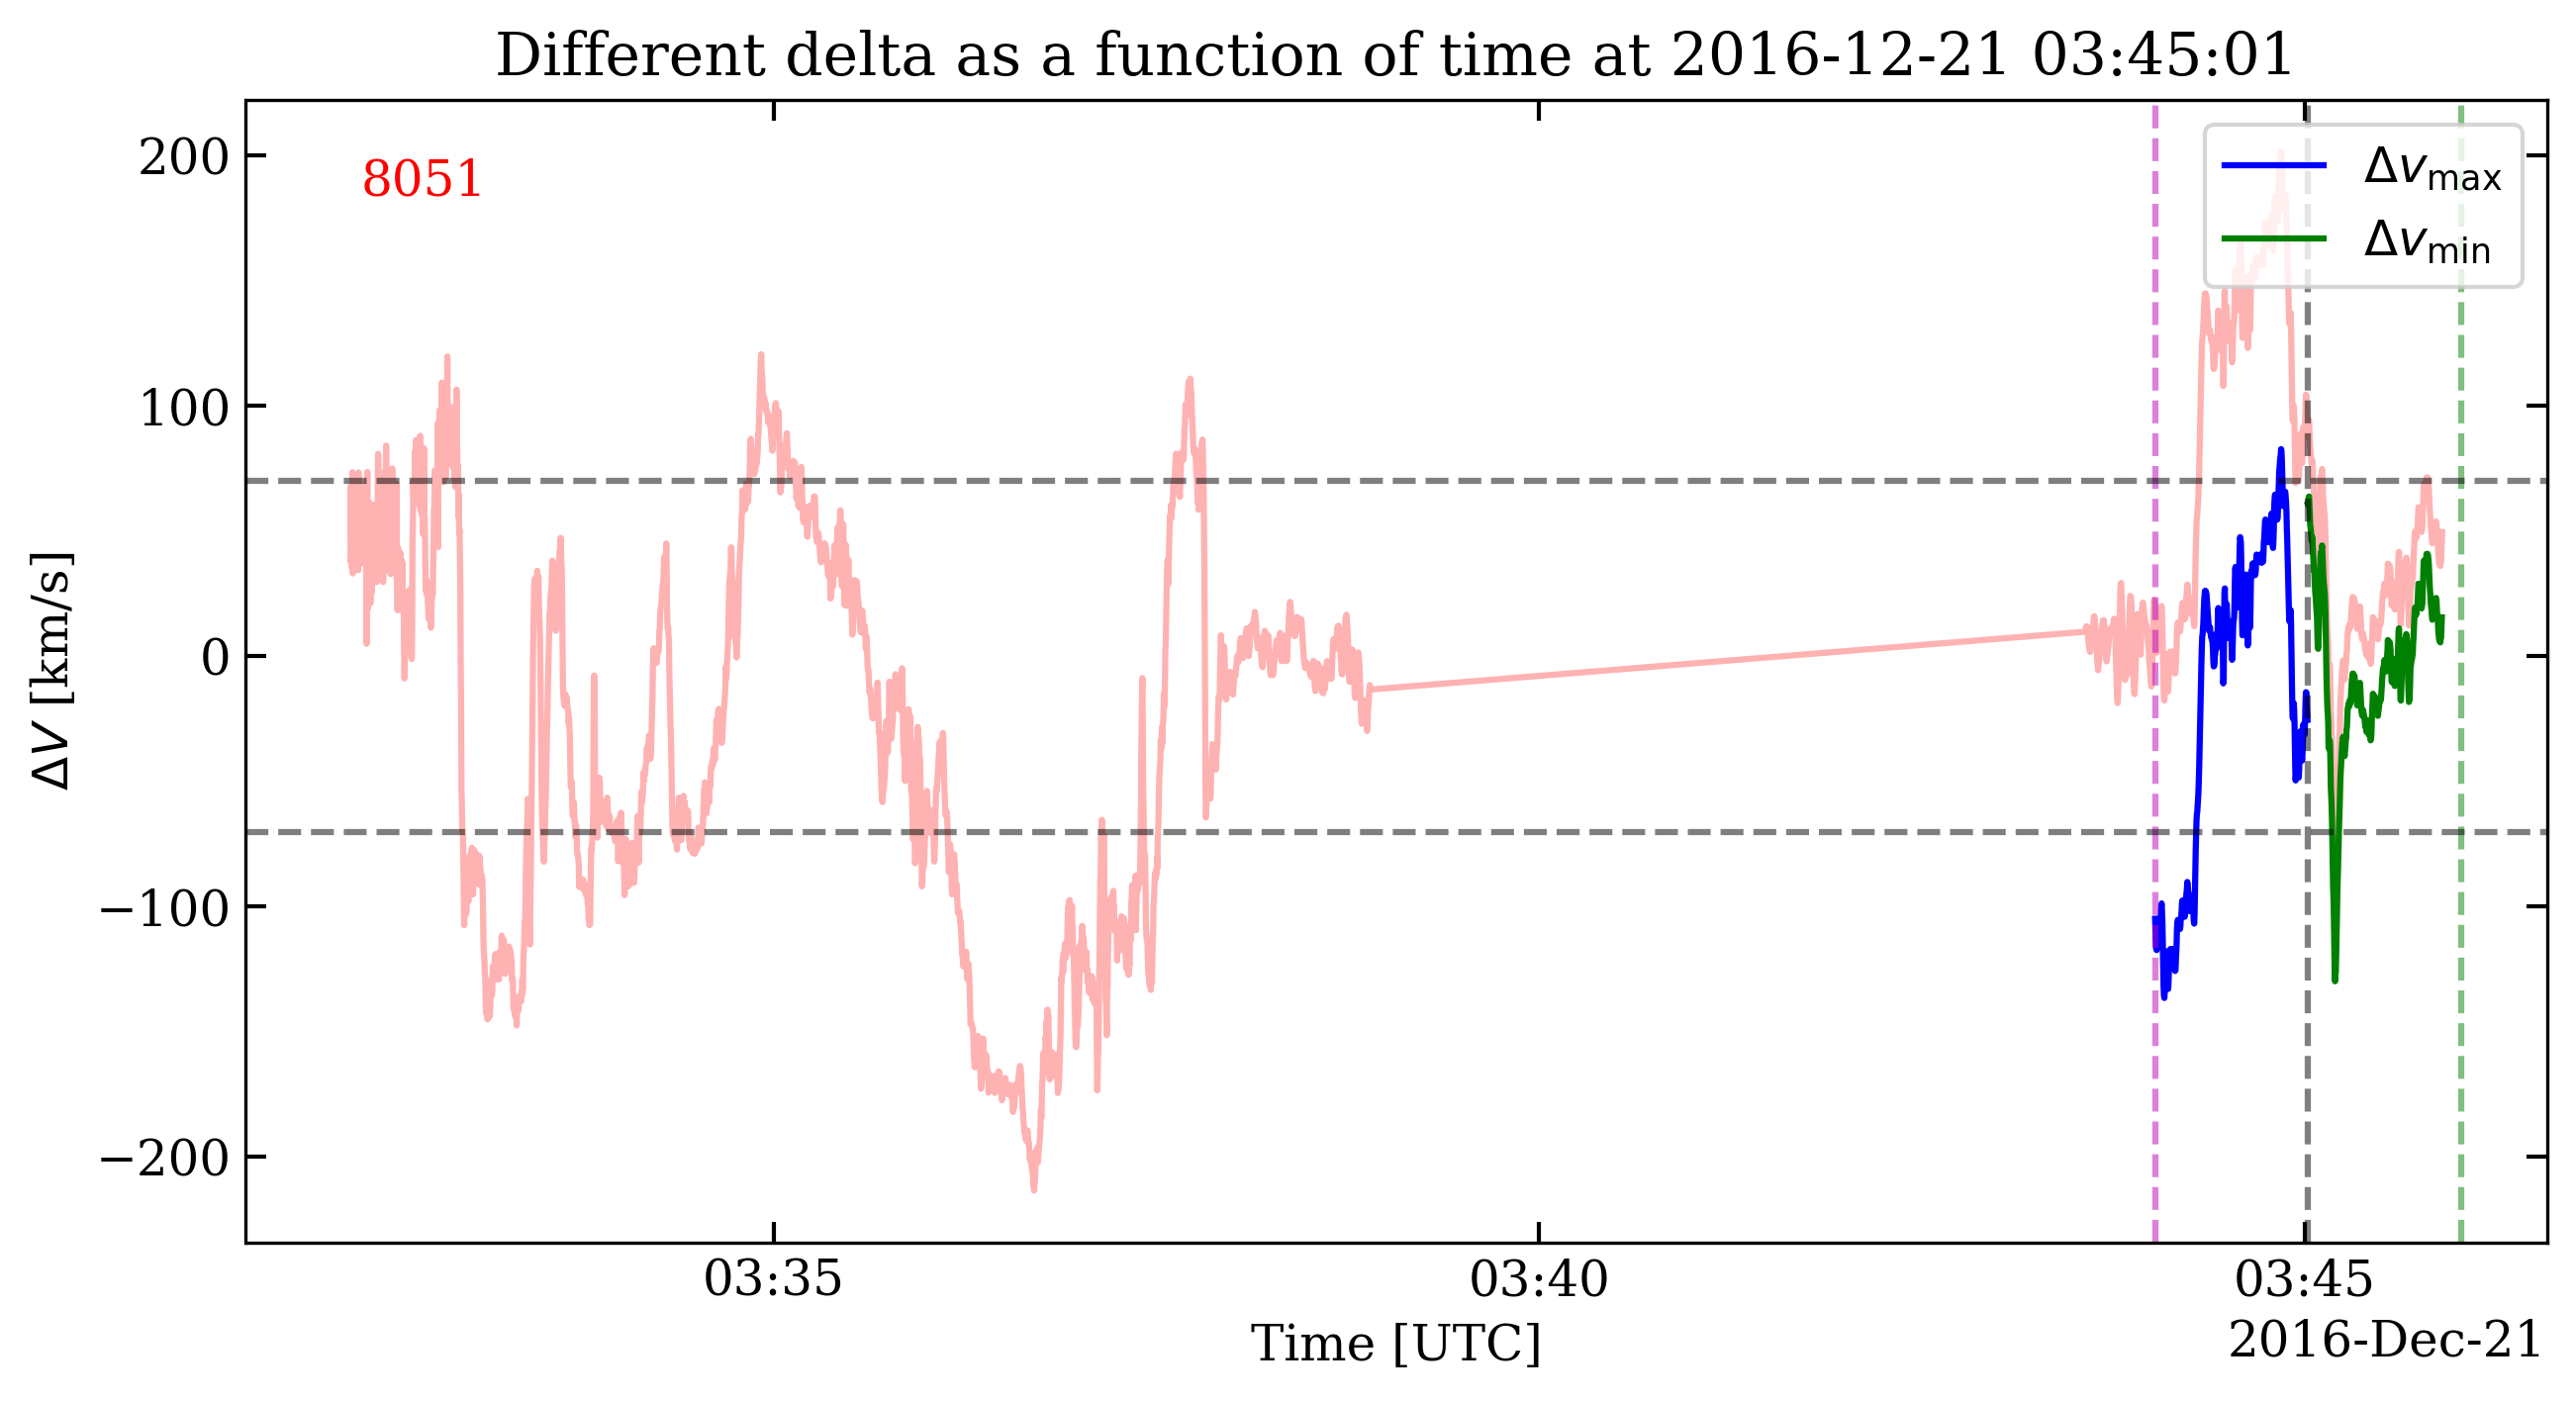 Different delta as a function of time at 2016-12-21 03:45:01
8051
Δv_max
Δv_min
200
100
0
−100
−200
ΔV [km/s]
03:35 03:40 03:45
2016-Dec-21
Time [UTC]